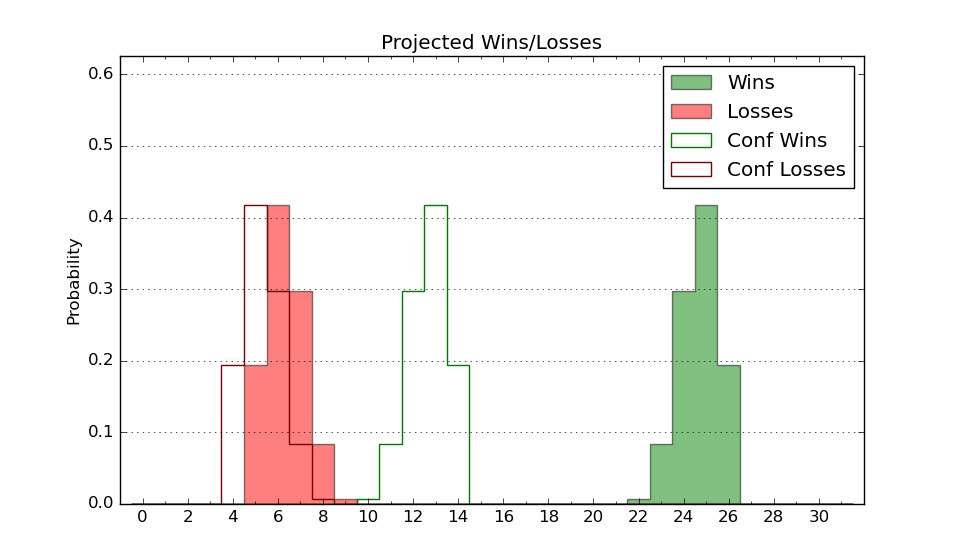 Projected Wins/Losses
0.6
0.5
0.4
0.3
0.2
0.1
0.0
Probability
Wins
Losses
Conf Wins
Conf Losses
0 2 4 6 8 10 12 14 16 18 20 22 24 26 28 30